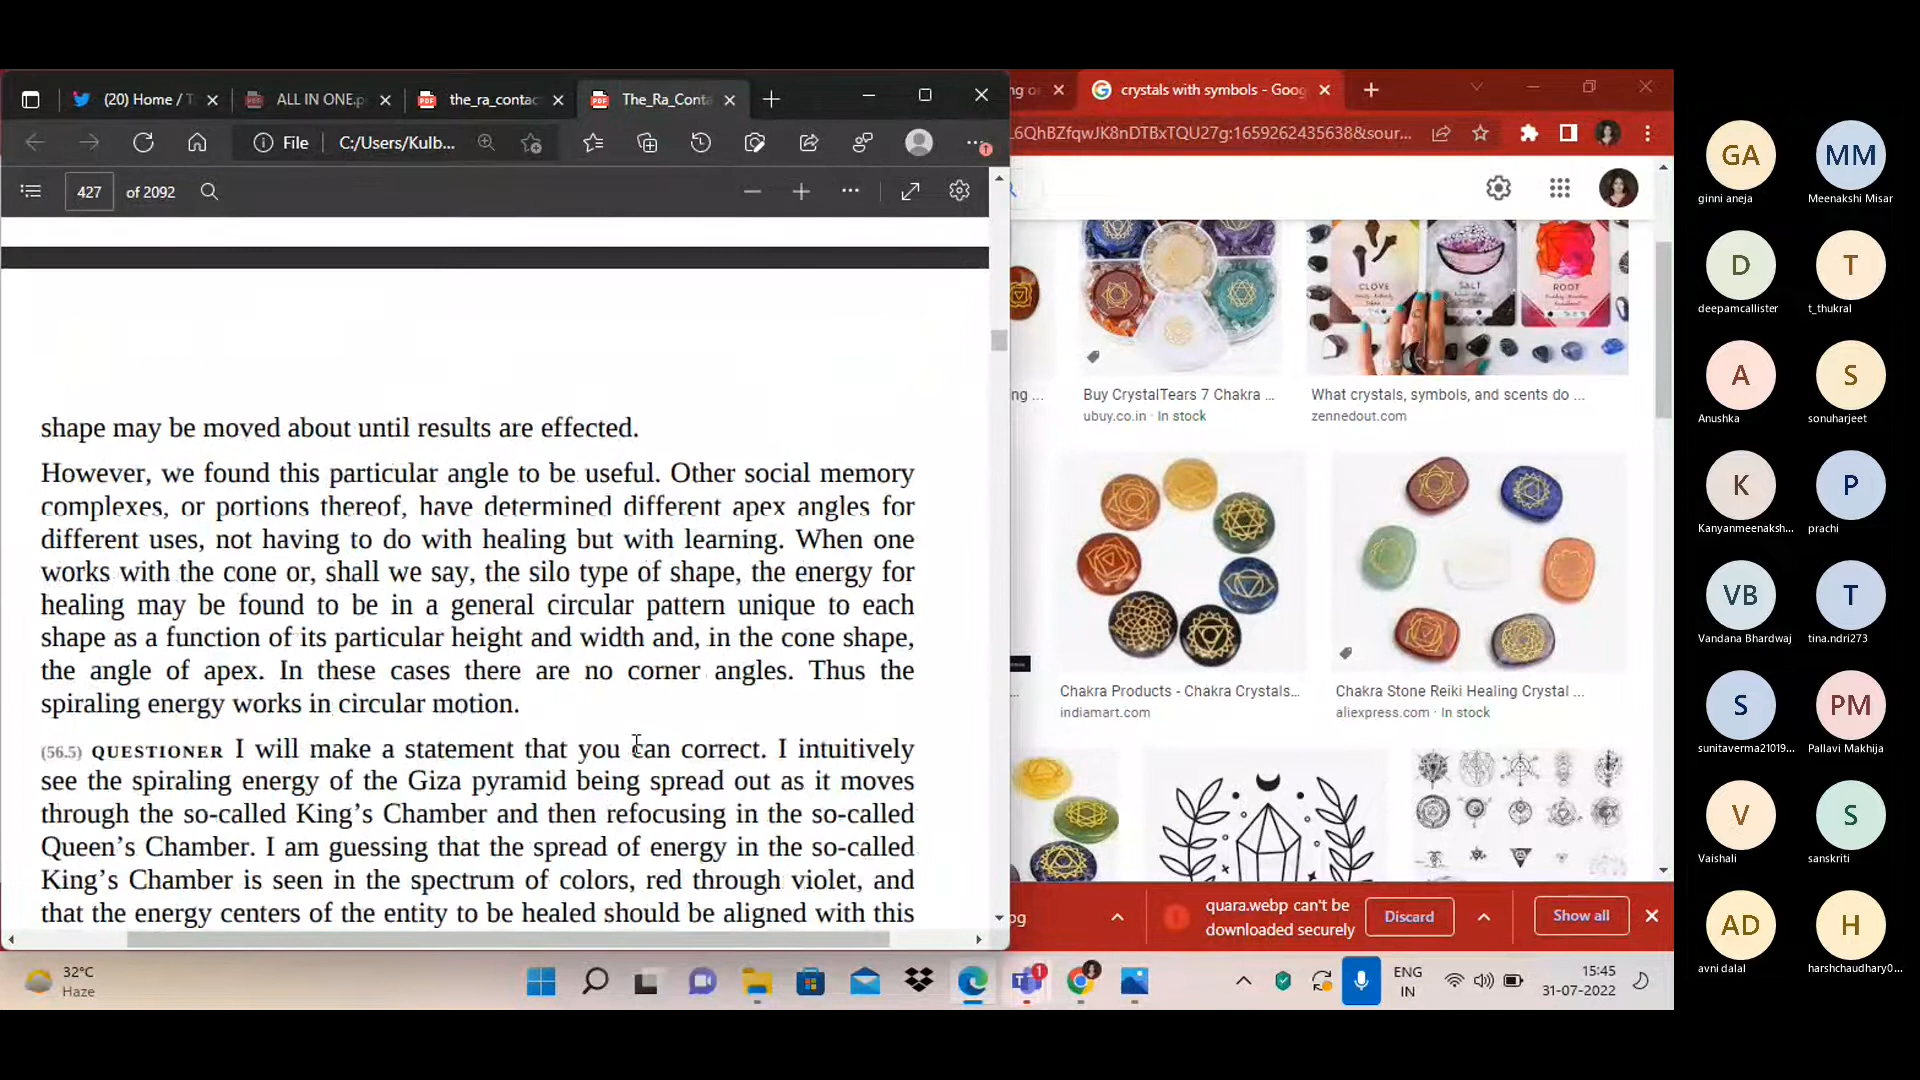 (20) Home / T
ALL IN ONE.p
the_ra_contac
The_Ra_Conta
File
C:/Users/Kulb...
427
of 2092
shape may be moved about until results are effected.
However, we found this particular angle to be useful. Other social memory
complexes, or portions thereof, have determined different apex angles for
different uses, not having to do with healing but with learning. When one
works with the cone or, shall we say, the silo type of shape, the energy for
healing may be found to be in a general circular pattern unique to each
shape as a function of its particular height and width and, in the cone shape,
the angle of apex. In these cases there are no corner angles. Thus the
spiraling energy works in circular motion.
(56.5) QUESTIONER I will make a statement that you can correct. I intuitively
see the spiraling energy of the Giza pyramid being spread out as it moves
through the so-called King’s Chamber and then refocusing in the so-called
Queen’s Chamber. I am guessing that the spread of energy in the so-called
King’s Chamber is seen in the spectrum of colors, red through violet, and
that the energy centers of the entity to be healed should be aligned with this
ng o
crystals with symbols - Goog
L6QhBZfqwJK8nDTBxTQU27g:1659262435638&sour...
CLOVE
SALT
ROOT
ng ...
Buy CrystalTears 7 Chakra ...
ubuy.co.in · In stock
What crystals, symbols, and scents do ...
zennedout.com
Chakra Products - Chakra Crystals...
indiamart.com
Chakra Stone Reiki Healing Crystal ...
aliexpress.com · In stock
pg
quara.webp can't be
downloaded securely
Discard
Show all
32°C
Haze
1
ENG
IN
15:45
31-07-2022
GA
ginni aneja
MM
Meenakshi Misar
D
deepamcallister
T
t_thukral
A
Anushka
S
sonuharjeet
K
Kanyanmeenaksh...
P
prachi
VB
Vandana Bhardwaj
T
tina.ndri273
S
sunitaverma21019...
PM
Pallavi Makhija
V
Vaishali
S
sanskriti
AD
avni dalal
H
harshchaudhary0...